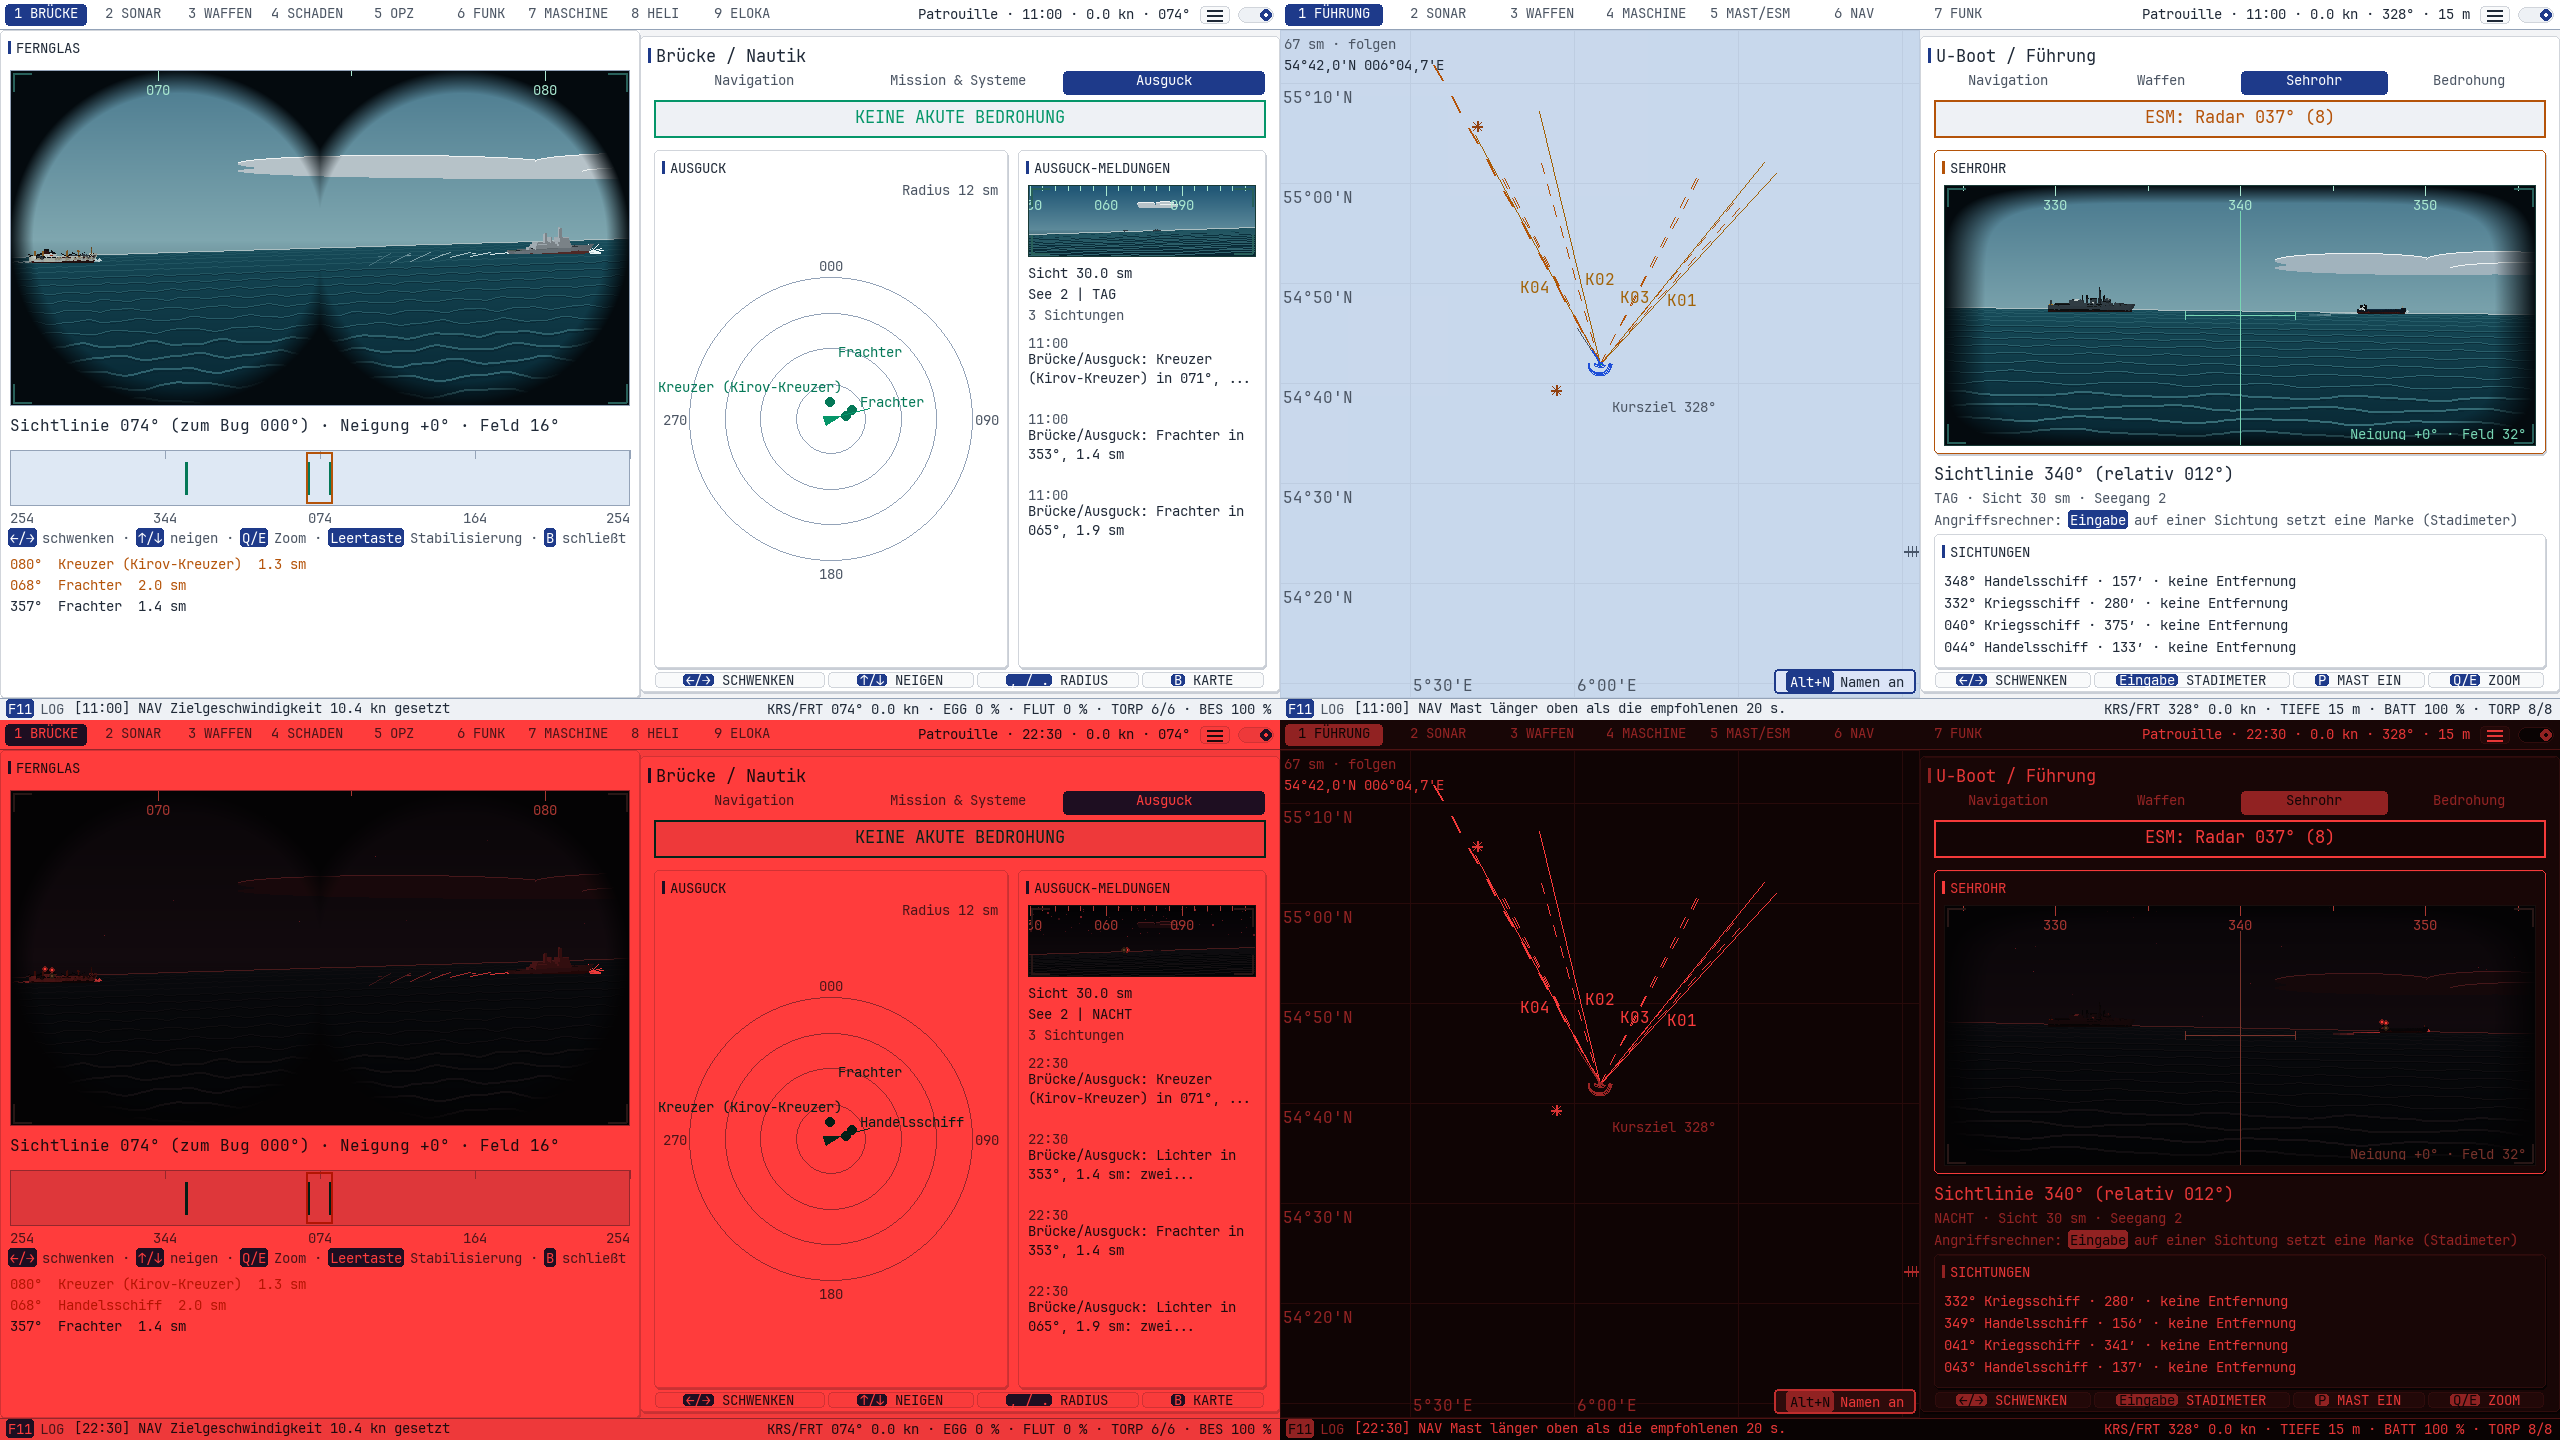 1 BRÜCKE 2 SONAR 3 WAFFEN 4 SCHADEN 5 OPZ 6 FUNK 7 MASCHINE 8 HELI 9 ELOKA Patrouille · 11:00 · 0.0 kn · 074°
FERNGLAS
070 080
Sichtlinie 074° (zum Bug 000°) · Neigung +0° · Feld 16°
254 344 074 164 254
←/→ schwenken · ↑/↓ neigen · Q/E Zoom · Leertaste Stabilisierung · B schließt
080° Kreuzer (Kirov-Kreuzer) 1.3 sm
068° Frachter 2.0 sm
357° Frachter 1.4 sm
Brücke / Nautik
Navigation Mission & Systeme Ausguck
KEINE AKUTE BEDROHUNG
AUSGUCK
Radius 12 sm
000
Frachter
Kreuzer (Kirov-Kreuzer)
Frachter
270 090
180
AUSGUCK-MELDUNGEN
060 090
Sicht 30.0 sm
See 2 | TAG
3 Sichtungen
11:00
Brücke/Ausguck: Kreuzer
(Kirov-Kreuzer) in 071°, ...
11:00
Brücke/Ausguck: Frachter in
353°, 1.4 sm
11:00
Brücke/Ausguck: Frachter in
065°, 1.9 sm
←/→ SCHWENKEN ↑/↓ NEIGEN , / . RADIUS B KARTE
F11 LOG [11:00] NAV Zielgeschwindigkeit 10.4 kn gesetzt KRS/FRT 074° 0.0 kn · EGG 0 % · FLUT 0 % · TORP 6/6 · BES 100 %
1 FÜHRUNG 2 SONAR 3 WAFFEN 4 MASCHINE 5 MAST/ESM 6 NAV 7 FUNK Patrouille · 11:00 · 0.0 kn · 328° · 15 m
67 sm · folgen
54°42,0'N 006°04,7'E
55°10'N
55°00'N
54°50'N
54°40'N
54°30'N
54°20'N
K04 K02 K03 K01
Kursziel 328°
5°30'E 6°00'E
Alt+N Namen an
U-Boot / Führung
Navigation Waffen Sehrohr Bedrohung
ESM: Radar 037° (8)
SEHROHR
330 340 350
Neigung +0° · Feld 32°
Sichtlinie 340° (relativ 012°)
TAG · Sicht 30 sm · Seegang 2
Angriffsrechner: Eingabe auf einer Sichtung setzt eine Marke (Stadimeter)
SICHTUNGEN
348° Handelsschiff · 157′ · keine Entfernung
332° Kriegsschiff · 280′ · keine Entfernung
040° Kriegsschiff · 375′ · keine Entfernung
044° Handelsschiff · 133′ · keine Entfernung
←/→ SCHWENKEN Eingabe STADIMETER P MAST EIN Q/E ZOOM
F11 LOG [11:00] NAV Mast länger oben als die empfohlenen 20 s. KRS/FRT 328° 0.0 kn · TIEFE 15 m · BATT 100 % · TORP 8/8
1 BRÜCKE 2 SONAR 3 WAFFEN 4 SCHADEN 5 OPZ 6 FUNK 7 MASCHINE 8 HELI 9 ELOKA Patrouille · 22:30 · 0.0 kn · 074°
FERNGLAS
070 080
Sichtlinie 074° (zum Bug 000°) · Neigung +0° · Feld 16°
254 344 074 164 254
←/→ schwenken · ↑/↓ neigen · Q/E Zoom · Leertaste Stabilisierung · B schließt
080° Kreuzer (Kirov-Kreuzer) 1.3 sm
068° Handelsschiff 2.0 sm
357° Frachter 1.4 sm
Brücke / Nautik
Navigation Mission & Systeme Ausguck
KEINE AKUTE BEDROHUNG
AUSGUCK
Radius 12 sm
000
Frachter
Kreuzer (Kirov-Kreuzer)
Handelsschiff
270 090
180
AUSGUCK-MELDUNGEN
060 090
Sicht 30.0 sm
See 2 | NACHT
3 Sichtungen
22:30
Brücke/Ausguck: Kreuzer
(Kirov-Kreuzer) in 071°, ...
22:30
Brücke/Ausguck: Lichter in
353°, 1.4 sm: zwei...
22:30
Brücke/Ausguck: Frachter in
353°, 1.4 sm
22:30
Brücke/Ausguck: Lichter in
065°, 1.9 sm: zwei...
←/→ SCHWENKEN ↑/↓ NEIGEN , / . RADIUS B KARTE
F11 LOG [22:30] NAV Zielgeschwindigkeit 10.4 kn gesetzt KRS/FRT 074° 0.0 kn · EGG 0 % · FLUT 0 % · TORP 6/6 · BES 100 %
1 FÜHRUNG 2 SONAR 3 WAFFEN 4 MASCHINE 5 MAST/ESM 6 NAV 7 FUNK Patrouille · 22:30 · 0.0 kn · 328° · 15 m
67 sm · folgen
54°42,0'N 006°04,7'E
55°10'N
55°00'N
54°50'N
54°40'N
54°30'N
54°20'N
K04 K02 K03 K01
Kursziel 328°
5°30'E 6°00'E
Alt+N Namen an
U-Boot / Führung
Navigation Waffen Sehrohr Bedrohung
ESM: Radar 037° (8)
SEHROHR
330 340 350
Neigung +0° · Feld 32°
Sichtlinie 340° (relativ 012°)
NACHT · Sicht 30 sm · Seegang 2
Angriffsrechner: Eingabe auf einer Sichtung setzt eine Marke (Stadimeter)
SICHTUNGEN
332° Kriegsschiff · 280′ · keine Entfernung
349° Handelsschiff · 156′ · keine Entfernung
041° Kriegsschiff · 341′ · keine Entfernung
043° Handelsschiff · 137′ · keine Entfernung
←/→ SCHWENKEN Eingabe STADIMETER P MAST EIN Q/E ZOOM
F11 LOG [22:30] NAV Mast länger oben als die empfohlenen 20 s. KRS/FRT 328° 0.0 kn · TIEFE 15 m · BATT 100 % · TORP 8/8